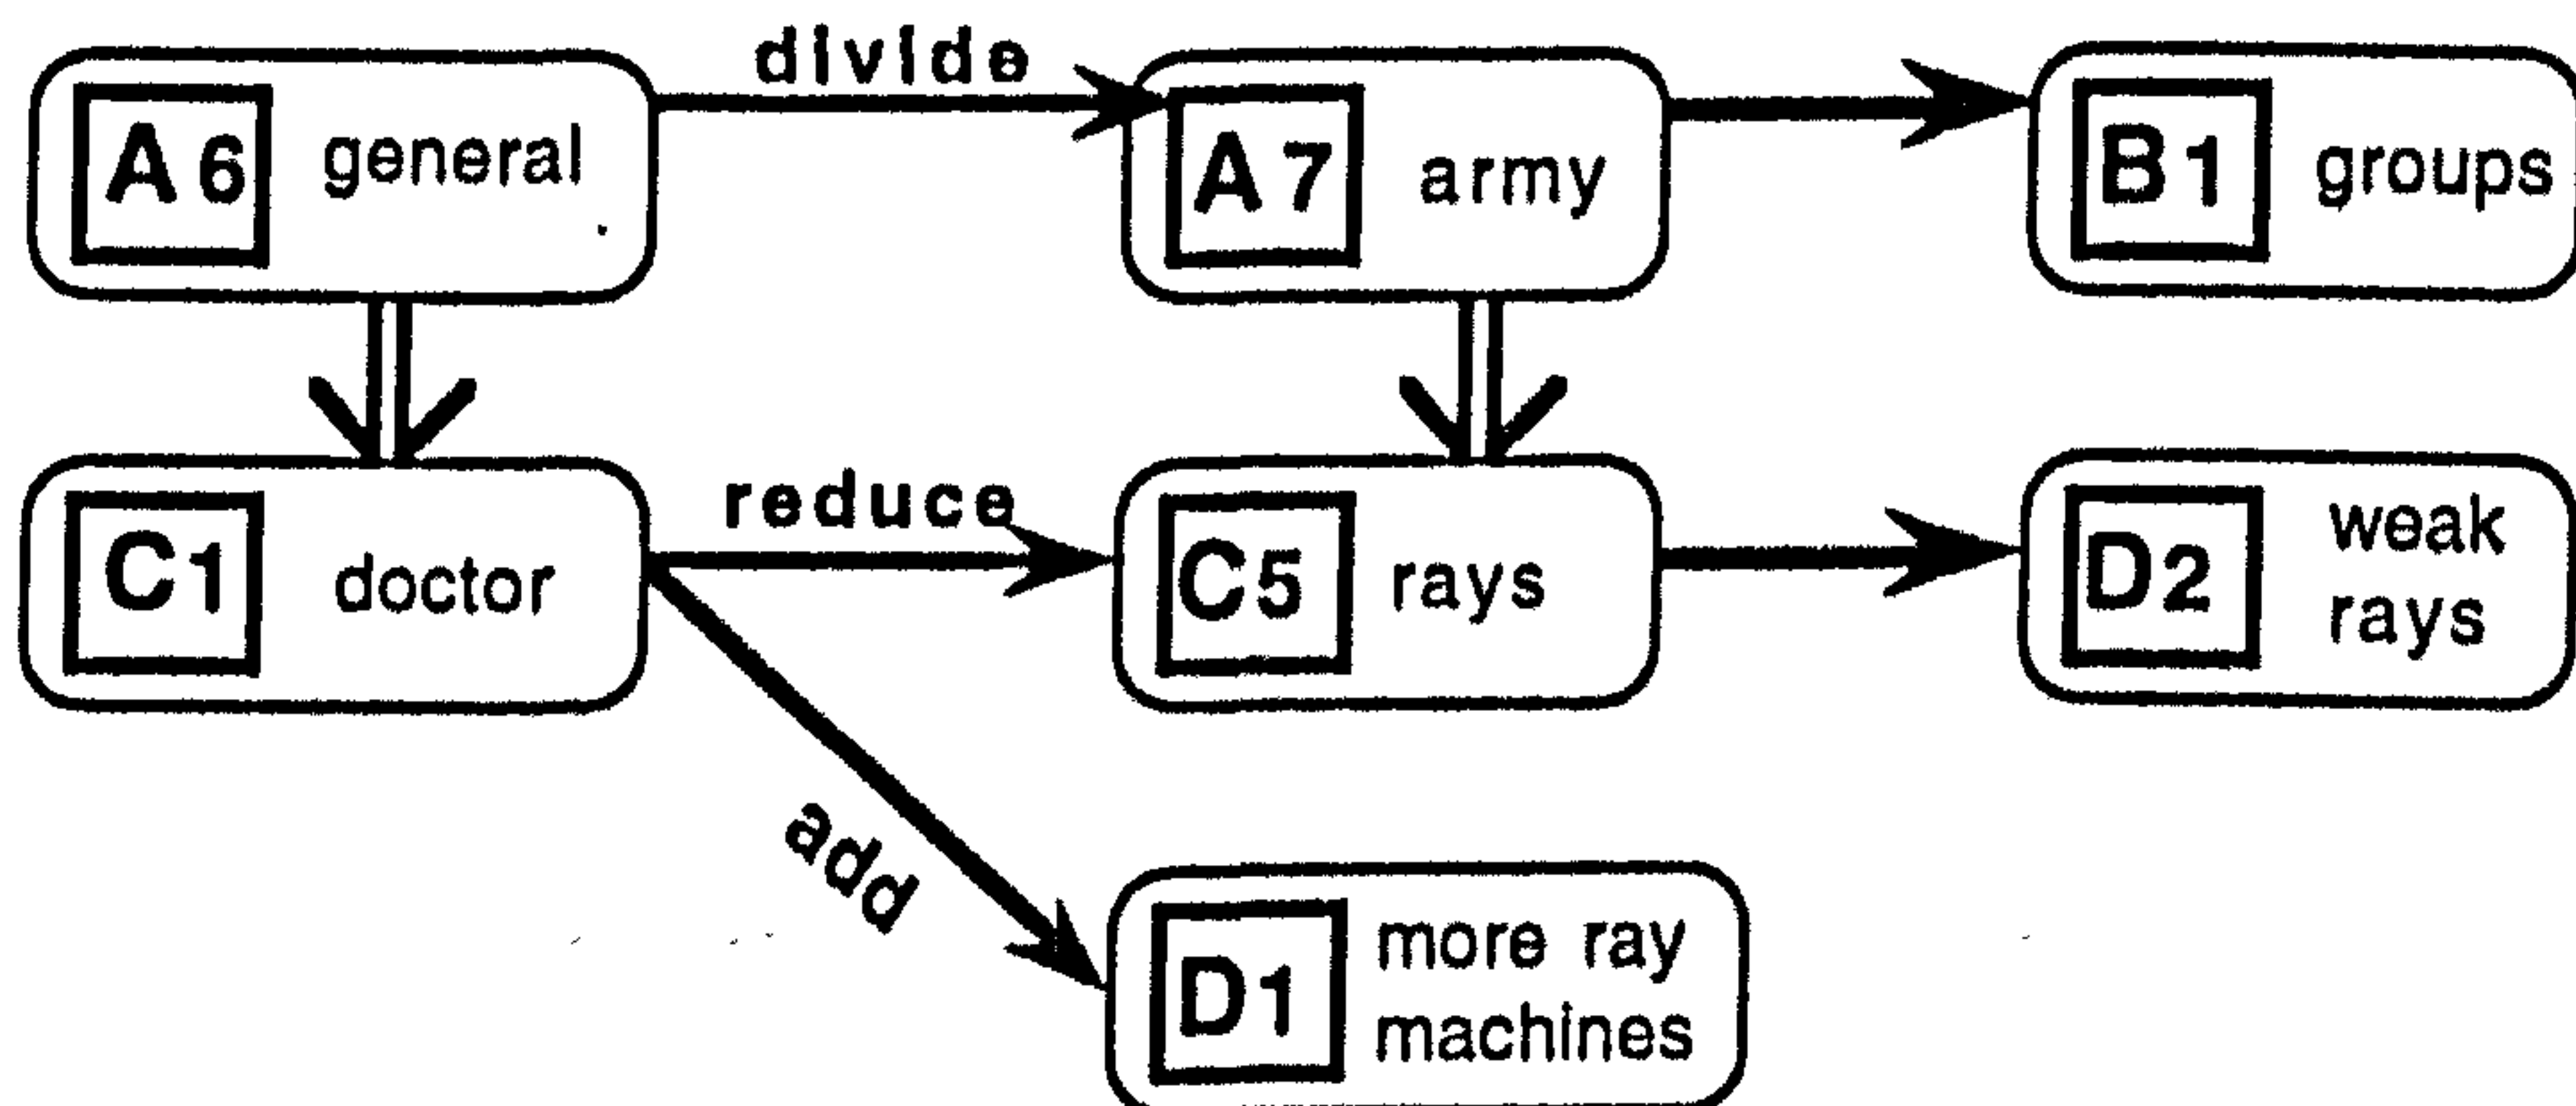 divide
A6 general
A7 army
B1 groups
reduce
C1 doctor
C5 rays
D2 weak
rays
add
D1 more ray
machines